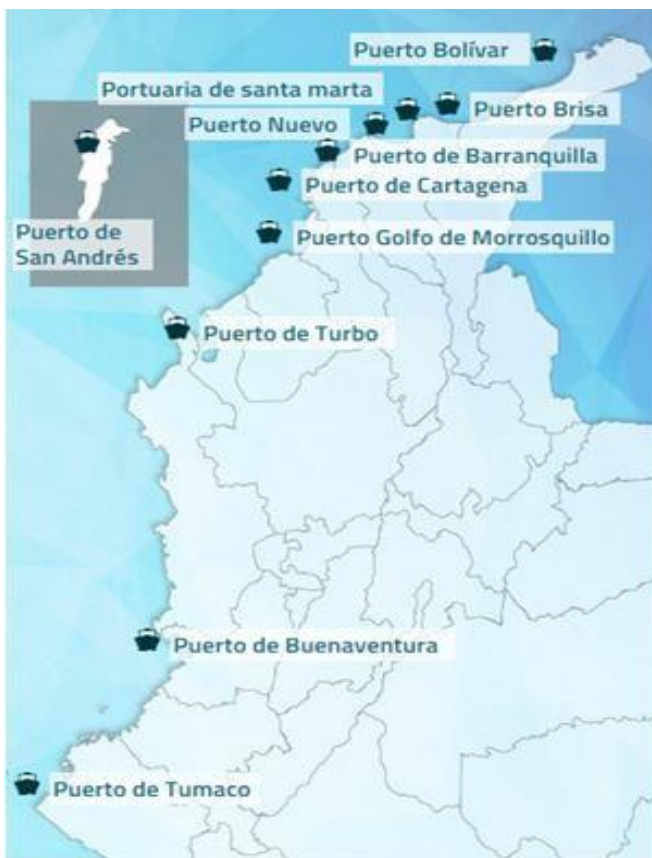 Puerto Bolívar
Portuaria de santa marta
Puerto Brisa
Puerto Nuevo
Puerto de Barranquilla
Puerto de Cartagena
Puerto de
San Andrés
Puerto Golfo de Morrosquillo
Puerto de Turbo
Puerto de Buenaventura
Puerto de Tumaco